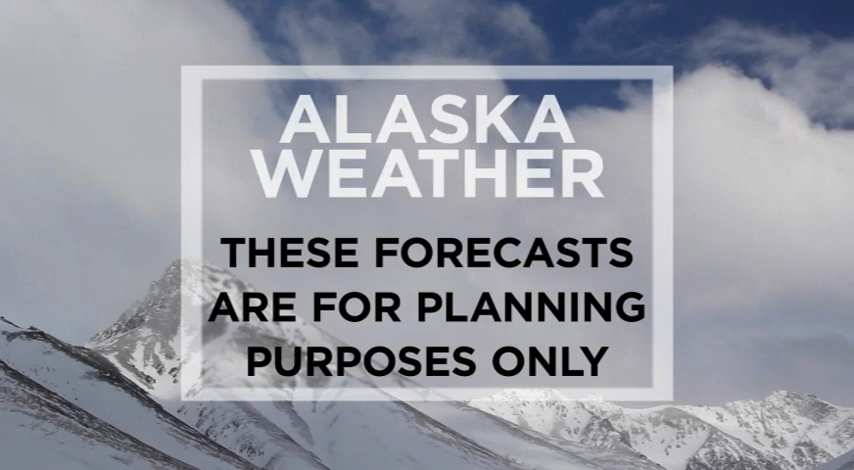 ALASKA
WEATHER
THESE FORECASTS
ARE FOR PLANNING
PURPOSES ONLY